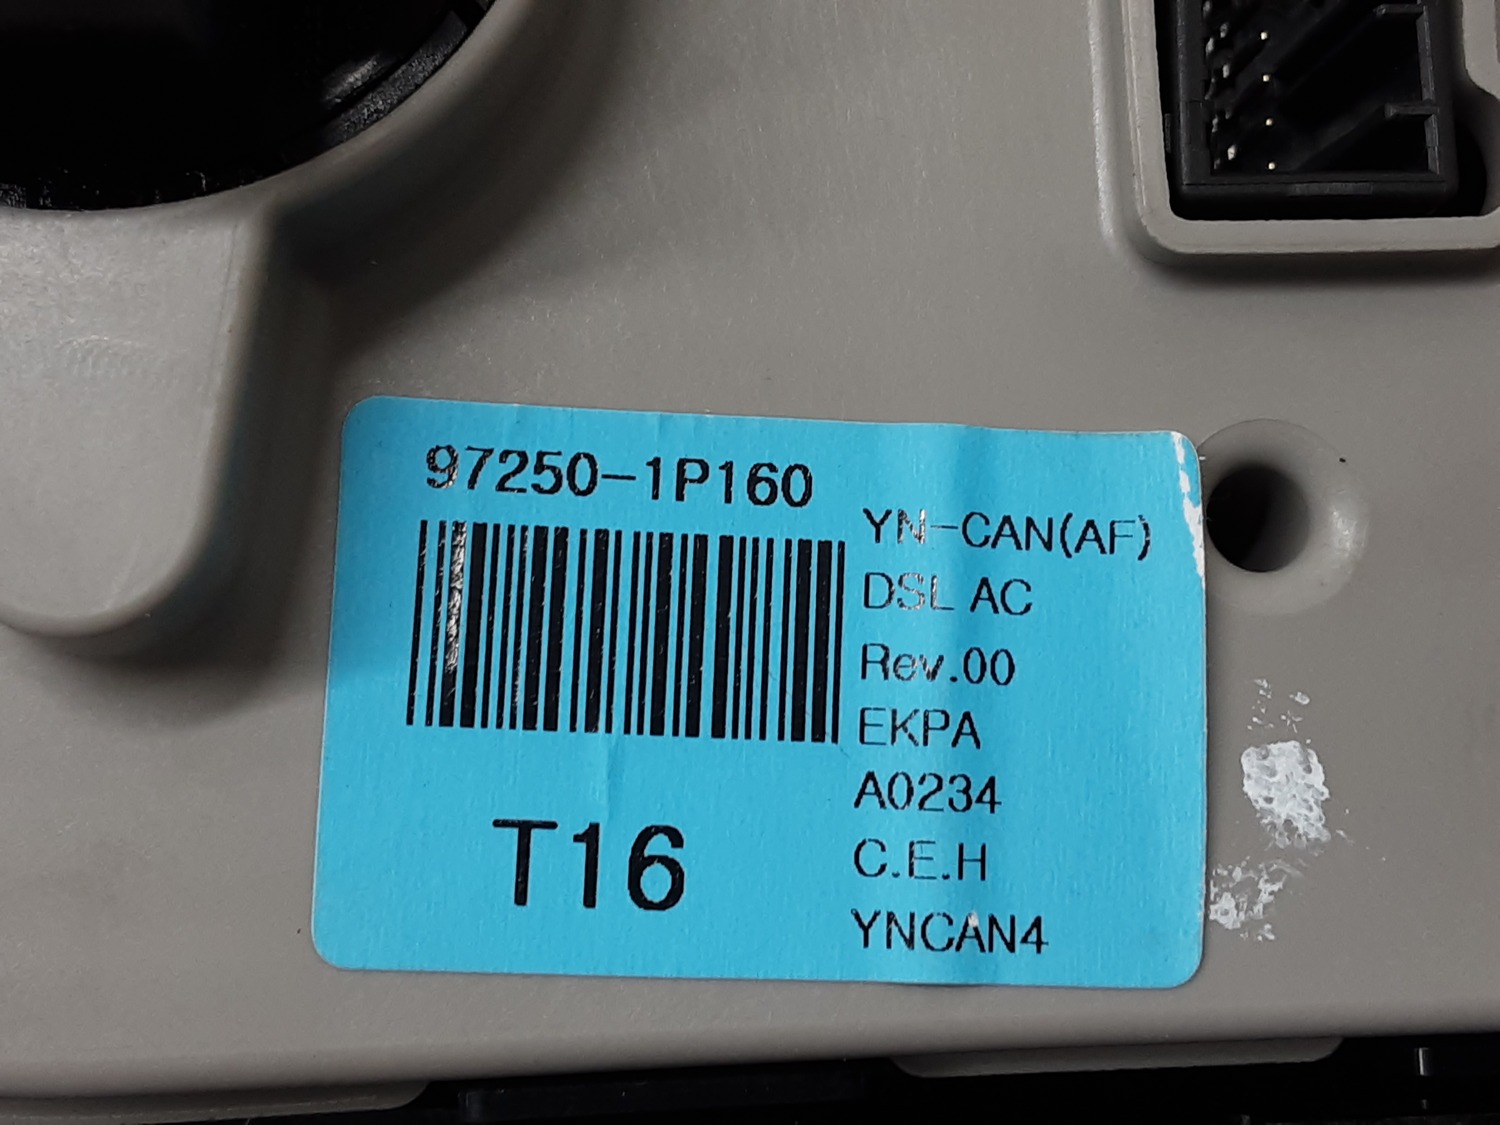 97250-1P160
YN-CAN(AF)
DSL AC
Rev.00
EKPA
A0234
C.E.H
YNCAN4
T16